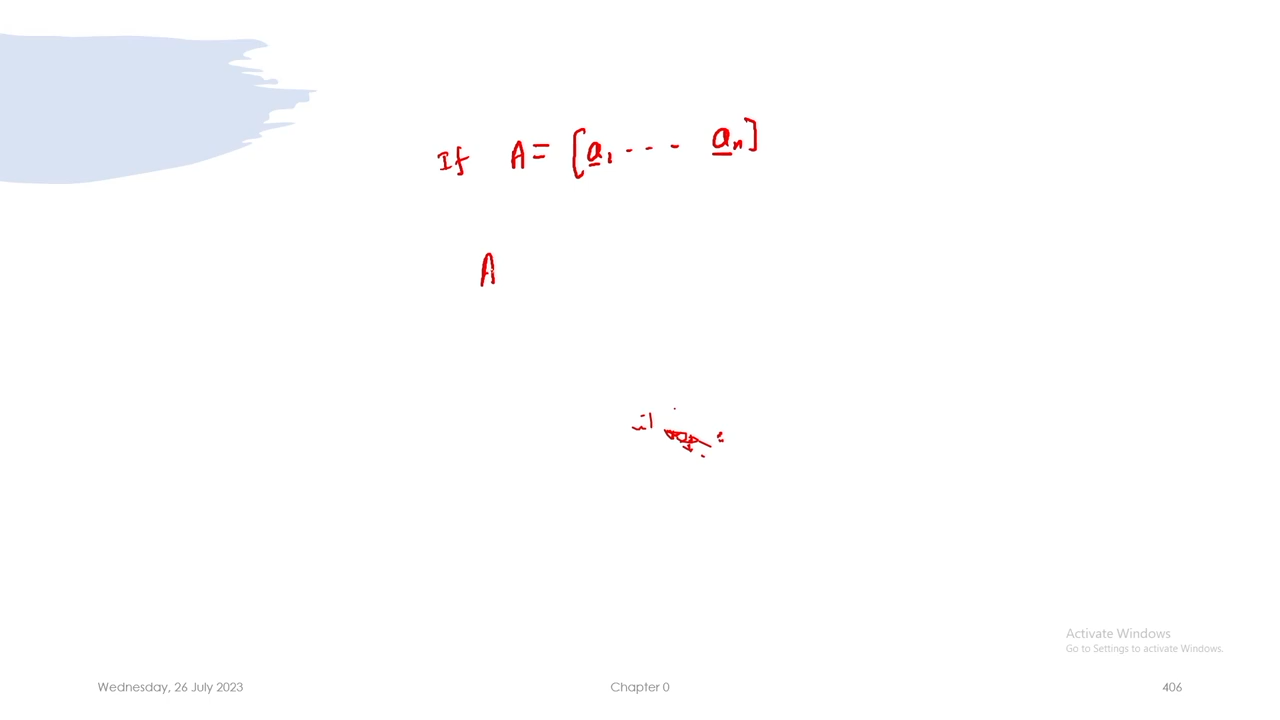 If A = [a₁ - - - aₙ]
A
Activate Windows
Go to Settings to activate Windows.
Wednesday, 26 July 2023 Chapter 0 406